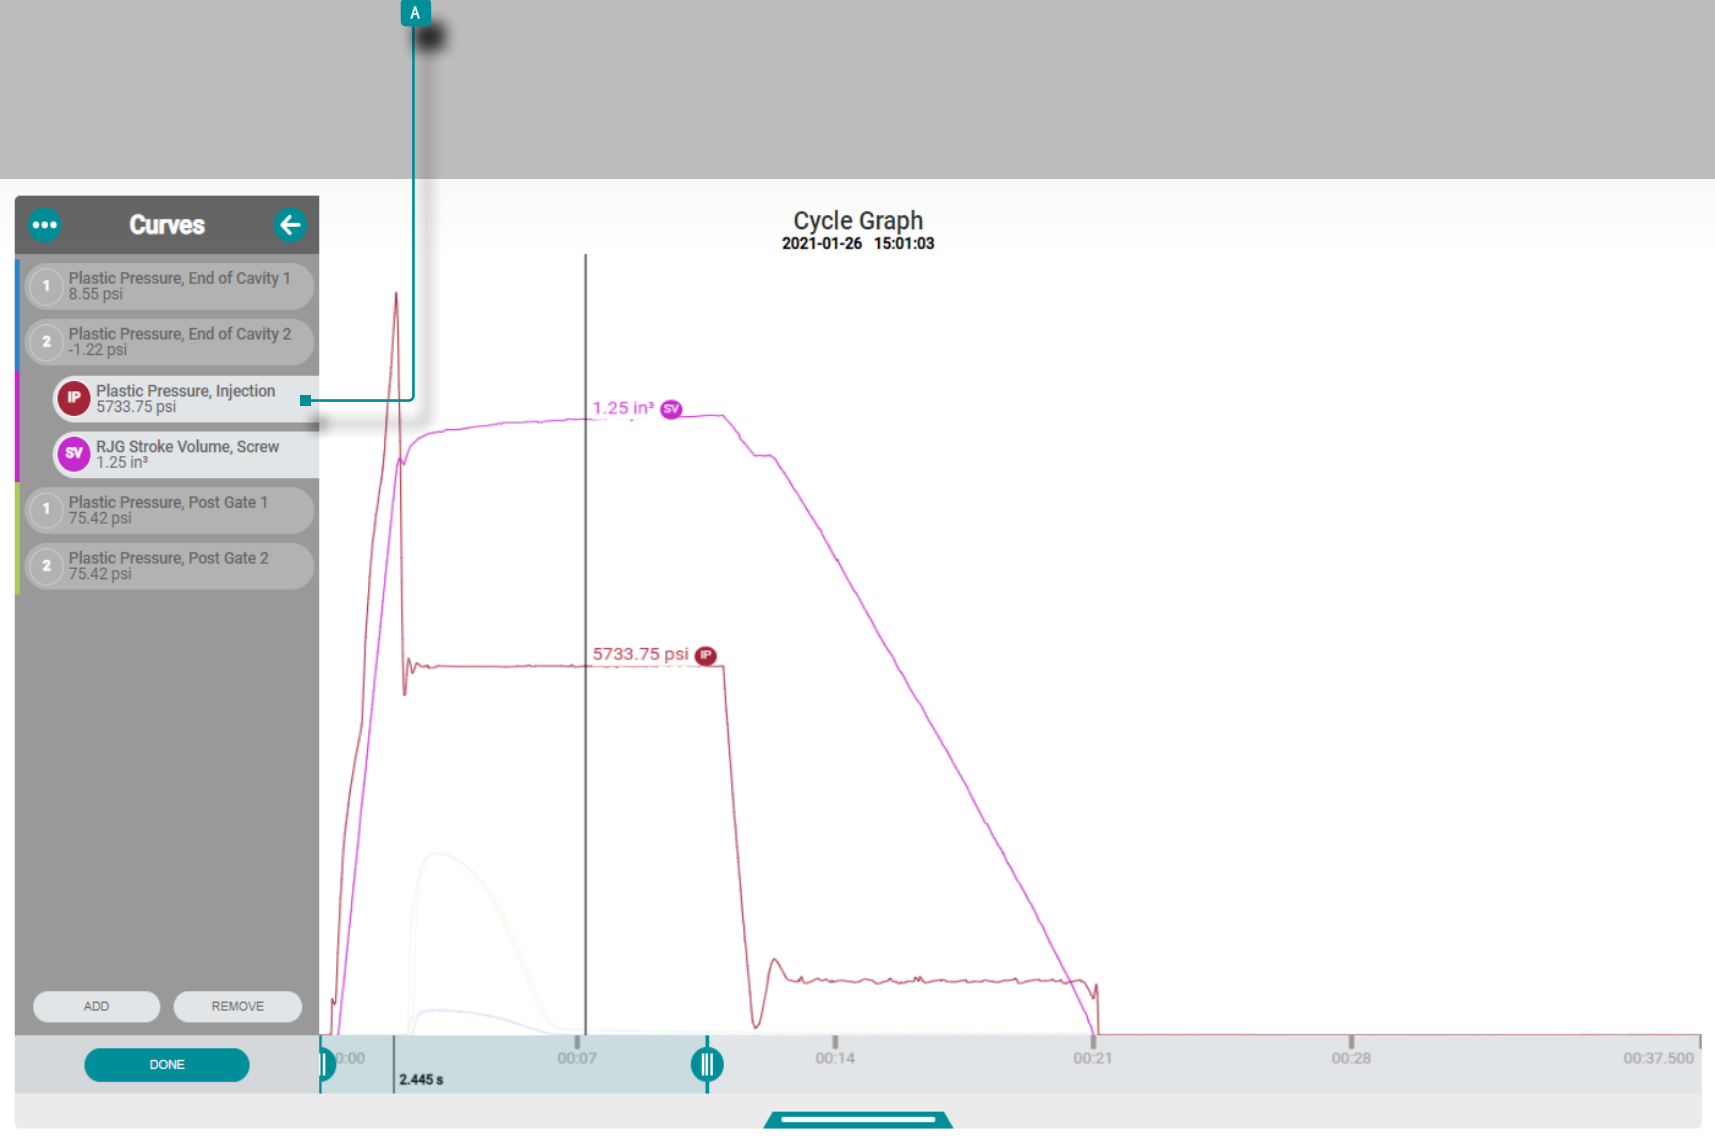 A
Curves
Plastic Pressure, End of Cavity 1
1
8.55 psi
Plastic Pressure, End of Cavity 2
2
-1.22 psi
IP
Plastic Pressure, Injection
5733.75 psi
SV
RJG Stroke Volume, Screw
1.25 in³
1
Plastic Pressure, Post Gate 1
75.42 psi
2
Plastic Pressure, Post Gate 2
75.42 psi
ADD
REMOVE
DONE
Cycle Graph
2021-01-26 15:01:03
1.25 in³ SV
5733.75 psi IP
0:00
00:07
00:14
00:21
00:28
00:37.500
2.445 s